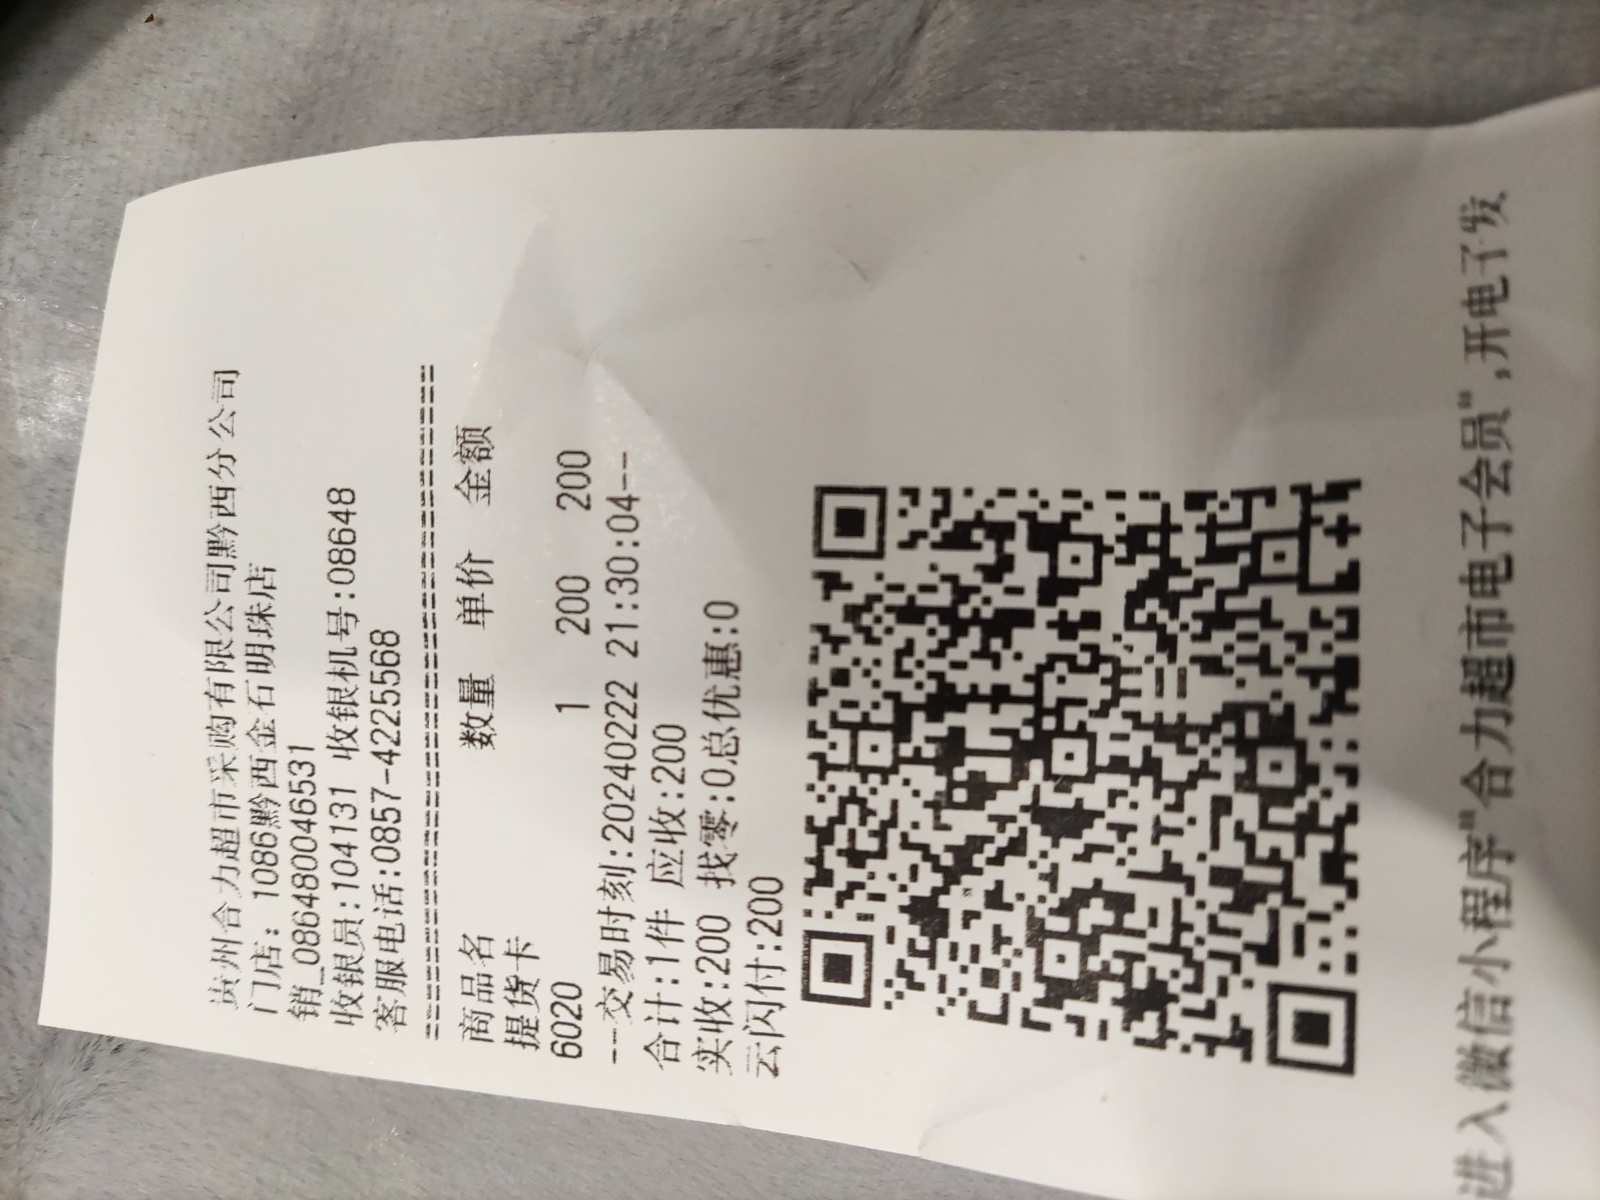 贵州合力超市采购有限公司黔西分公司
门店: 1086黔西金石明珠店
销_0864800046531
收银员:104131 收银机号:08648
客服电话:0857-4225568
================================
商品名 数量 单价 金额
提货卡
6020 1 200 200
---交易时刻:20240222 21:30:04---
合计:1件 应收:200
实收:200 找零:0总优惠:0
云闪付:200
进入微信小程序"合力超市电子会员",开电子发